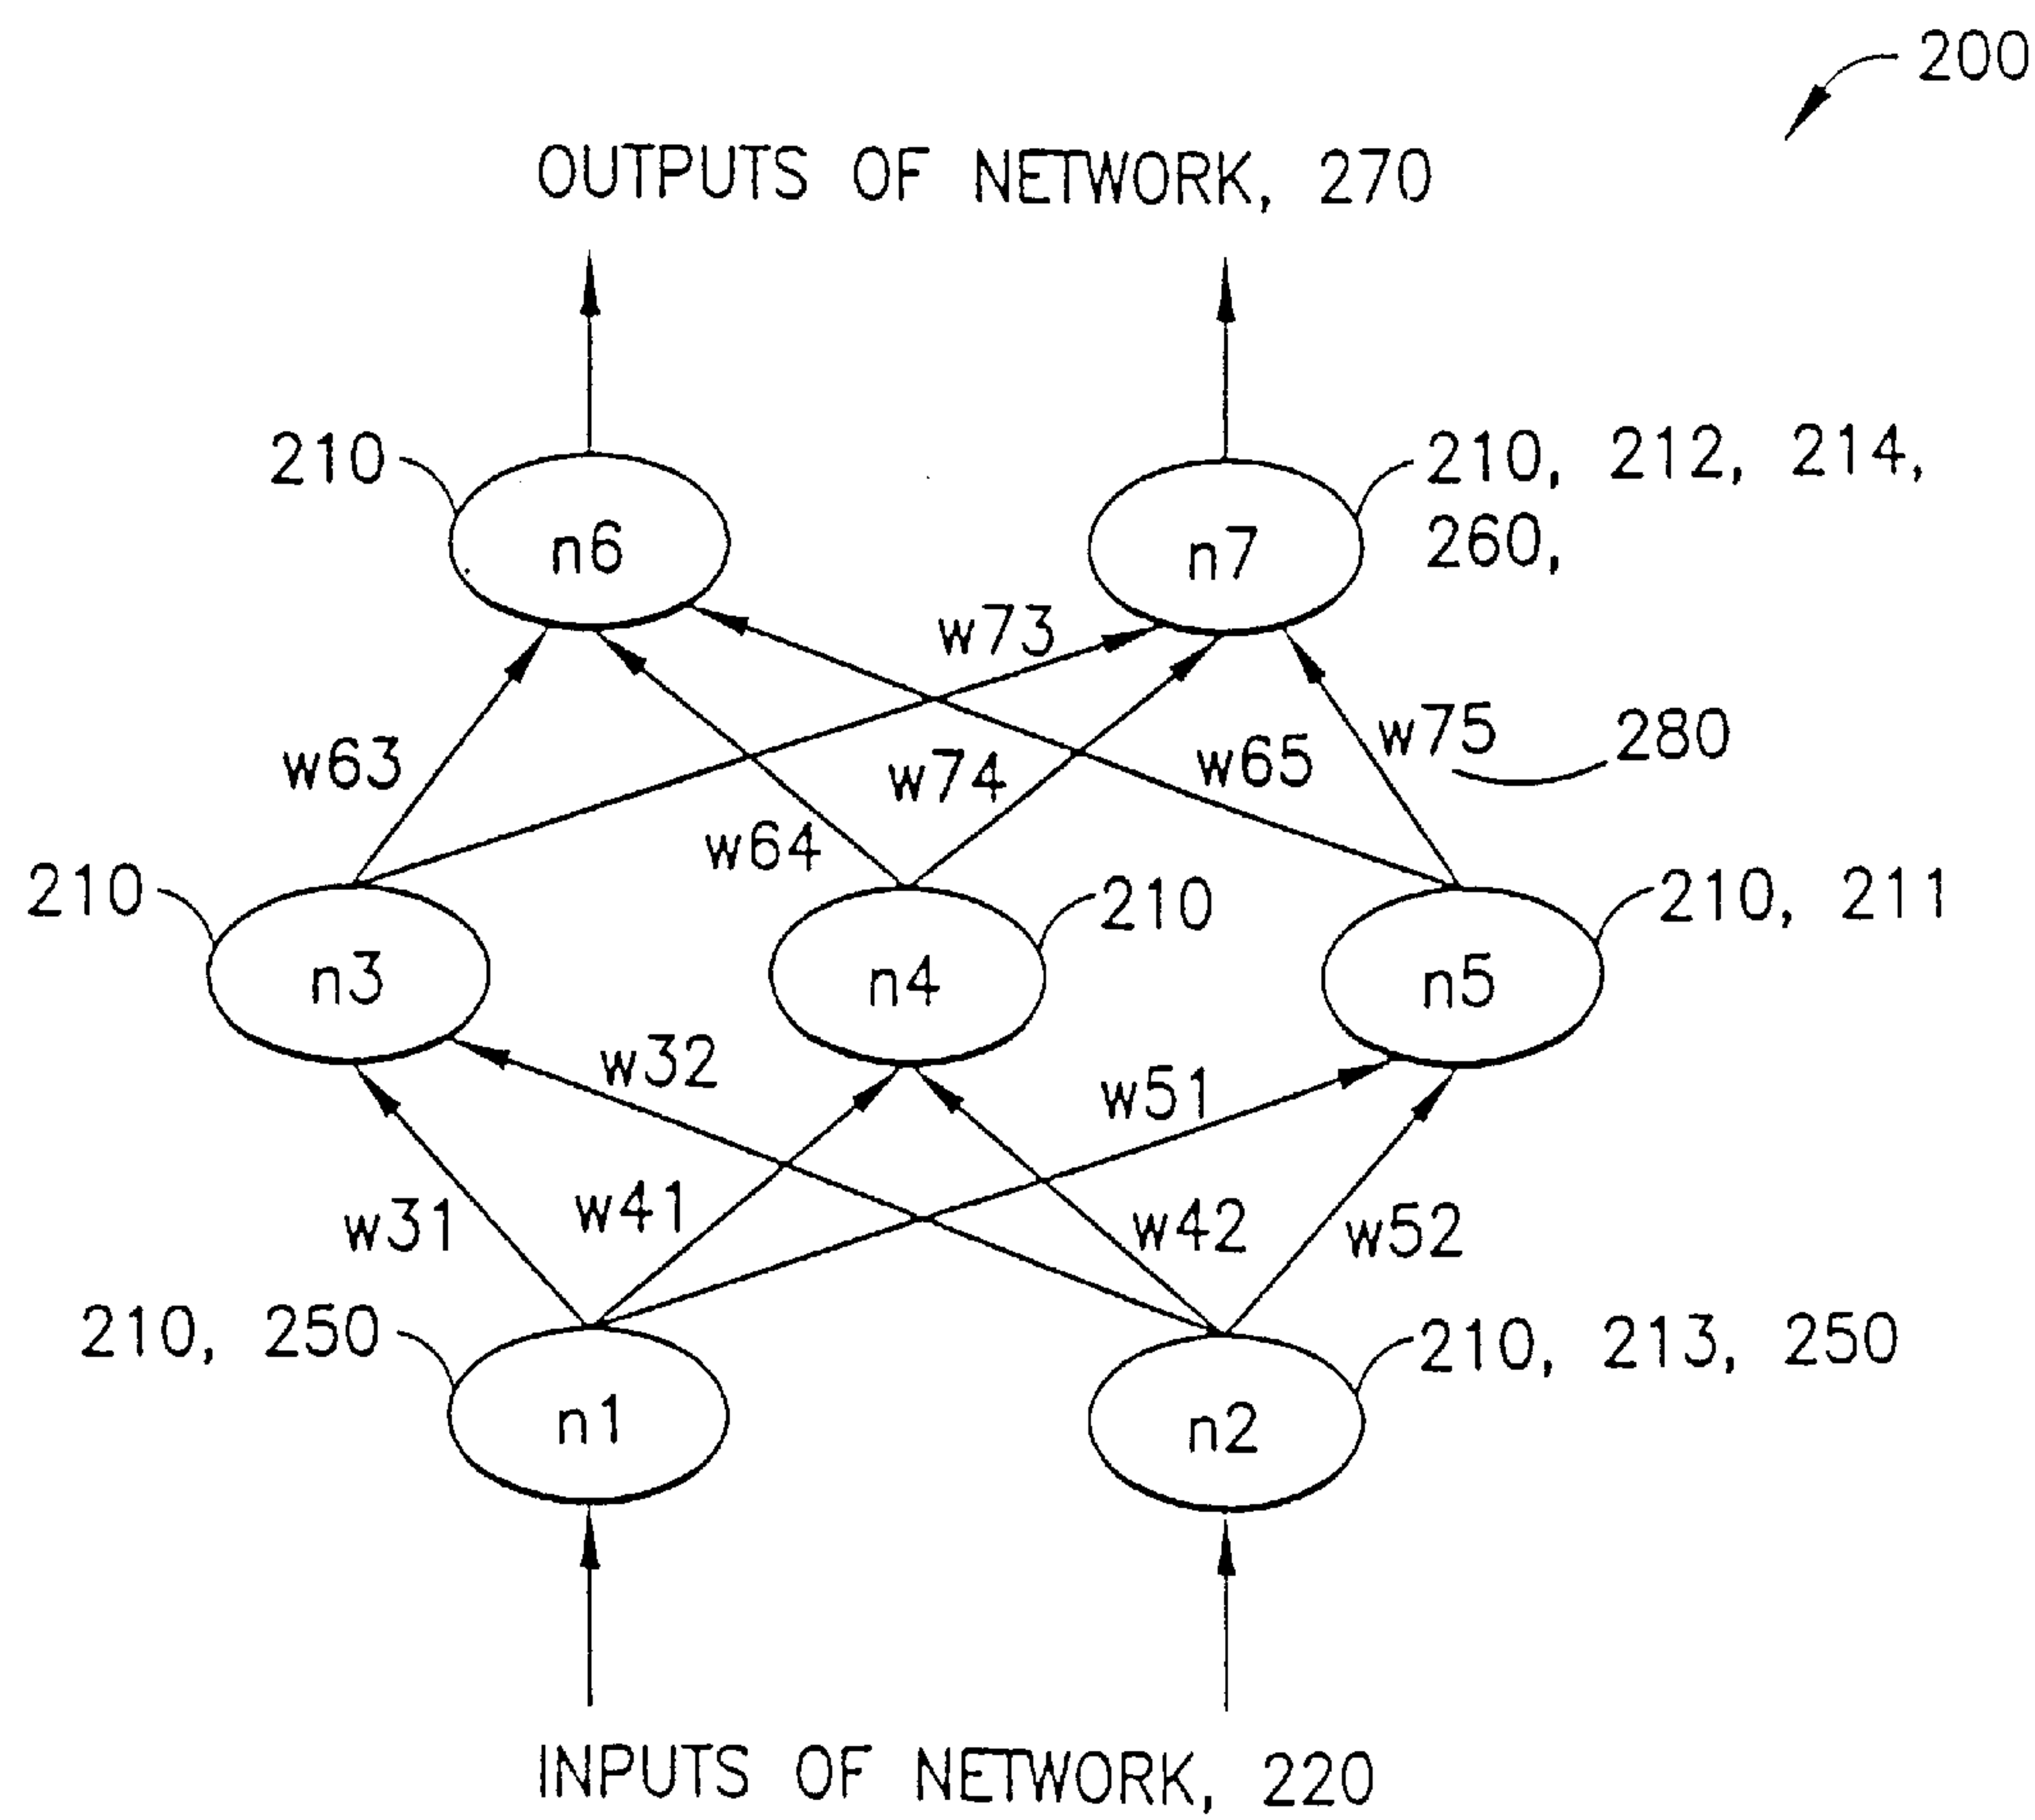 200
OUTPUTS OF NETWORK, 270
210
n6
n7
210, 212, 214,
260,
w73
w63
w74
w65
w75
280
w64
210
n3
210
n4
210, 211
n5
w32
w51
w31
w41
w42
w52
210, 250
n1
210, 213, 250
n2
INPUTS OF NETWORK, 220